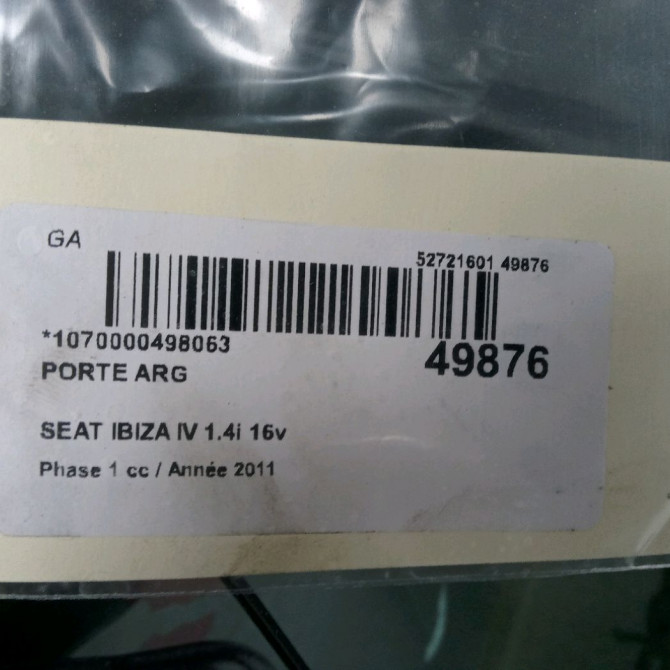 GA
52721601 49876
*1070000498063
49876
PORTE ARG
SEAT IBIZA IV 1.4i 16v
Phase 1 cc / Année 2011